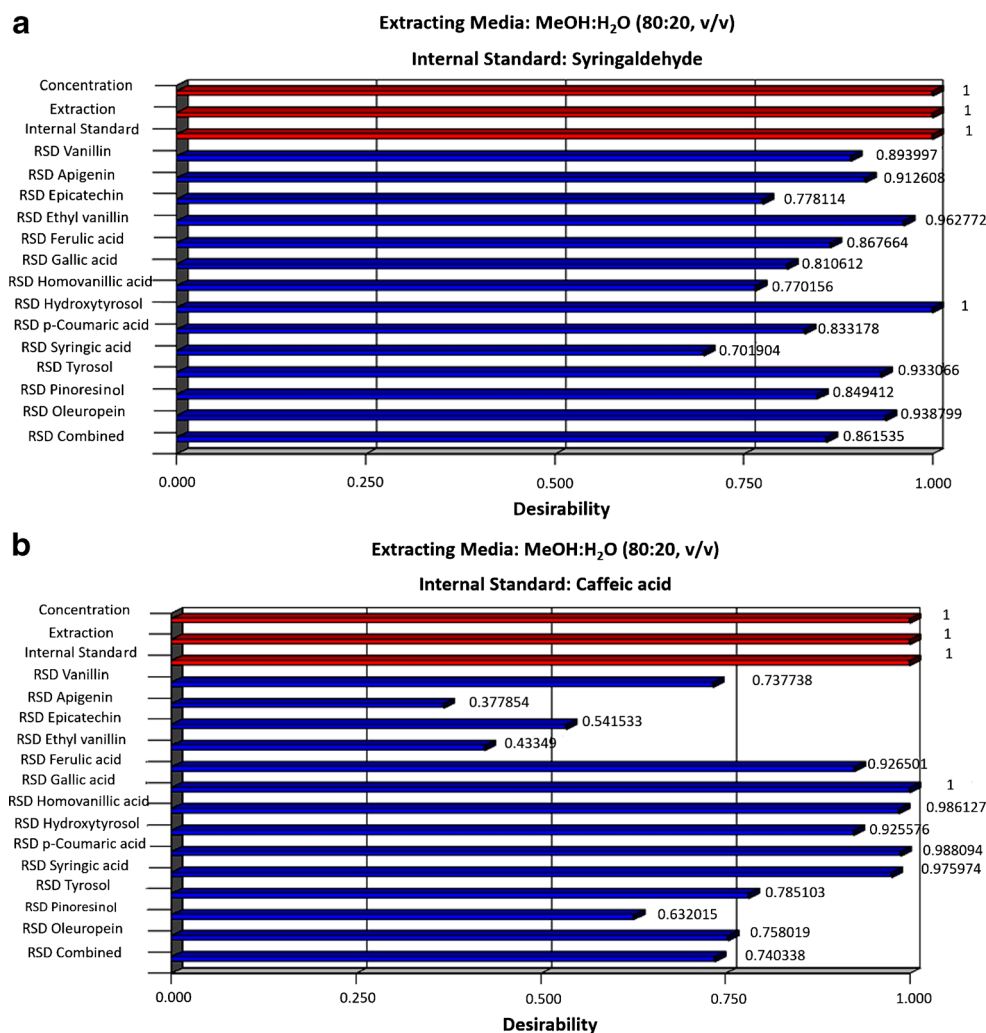 a
Extracting Media: MeOH:H₂O (80:20, v/v)
Internal Standard: Syringaldehyde
Concentration 1
Extraction 1
Internal Standard 1
RSD Vanillin 0.893997
RSD Apigenin 0.912608
RSD Epicatechin 0.778114
RSD Ethyl vanillin 0.962772
RSD Ferulic acid 0.867664
RSD Gallic acid 0.810612
RSD Homovanillic acid 0.770156
RSD Hydroxytyrosol 1
RSD p-Coumaric acid 0.833178
RSD Syringic acid 0.701904
RSD Tyrosol 0.933066
RSD Pinoresinol 0.849412
RSD Oleuropein 0.938799
RSD Combined 0.861535
0.000 0.250 0.500 0.750 1.000
Desirability
b
Extracting Media: MeOH:H₂O (80:20, v/v)
Internal Standard: Caffeic acid
Concentration 1
Extraction 1
Internal Standard 1
RSD Vanillin 0.737738
RSD Apigenin 0.377854
RSD Epicatechin 0.541533
RSD Ethyl vanillin 0.43349
RSD Ferulic acid 0.926501
RSD Gallic acid 1
RSD Homovanillic acid 0.986127
RSD Hydroxytyrosol 0.925576
RSD p-Coumaric acid 0.988094
RSD Syringic acid 0.975974
RSD Tyrosol 0.785103
RSD Pinoresinol 0.632015
RSD Oleuropein 0.758019
RSD Combined 0.740338
0.000 0.250 0.500 0.750 1.000
Desirability